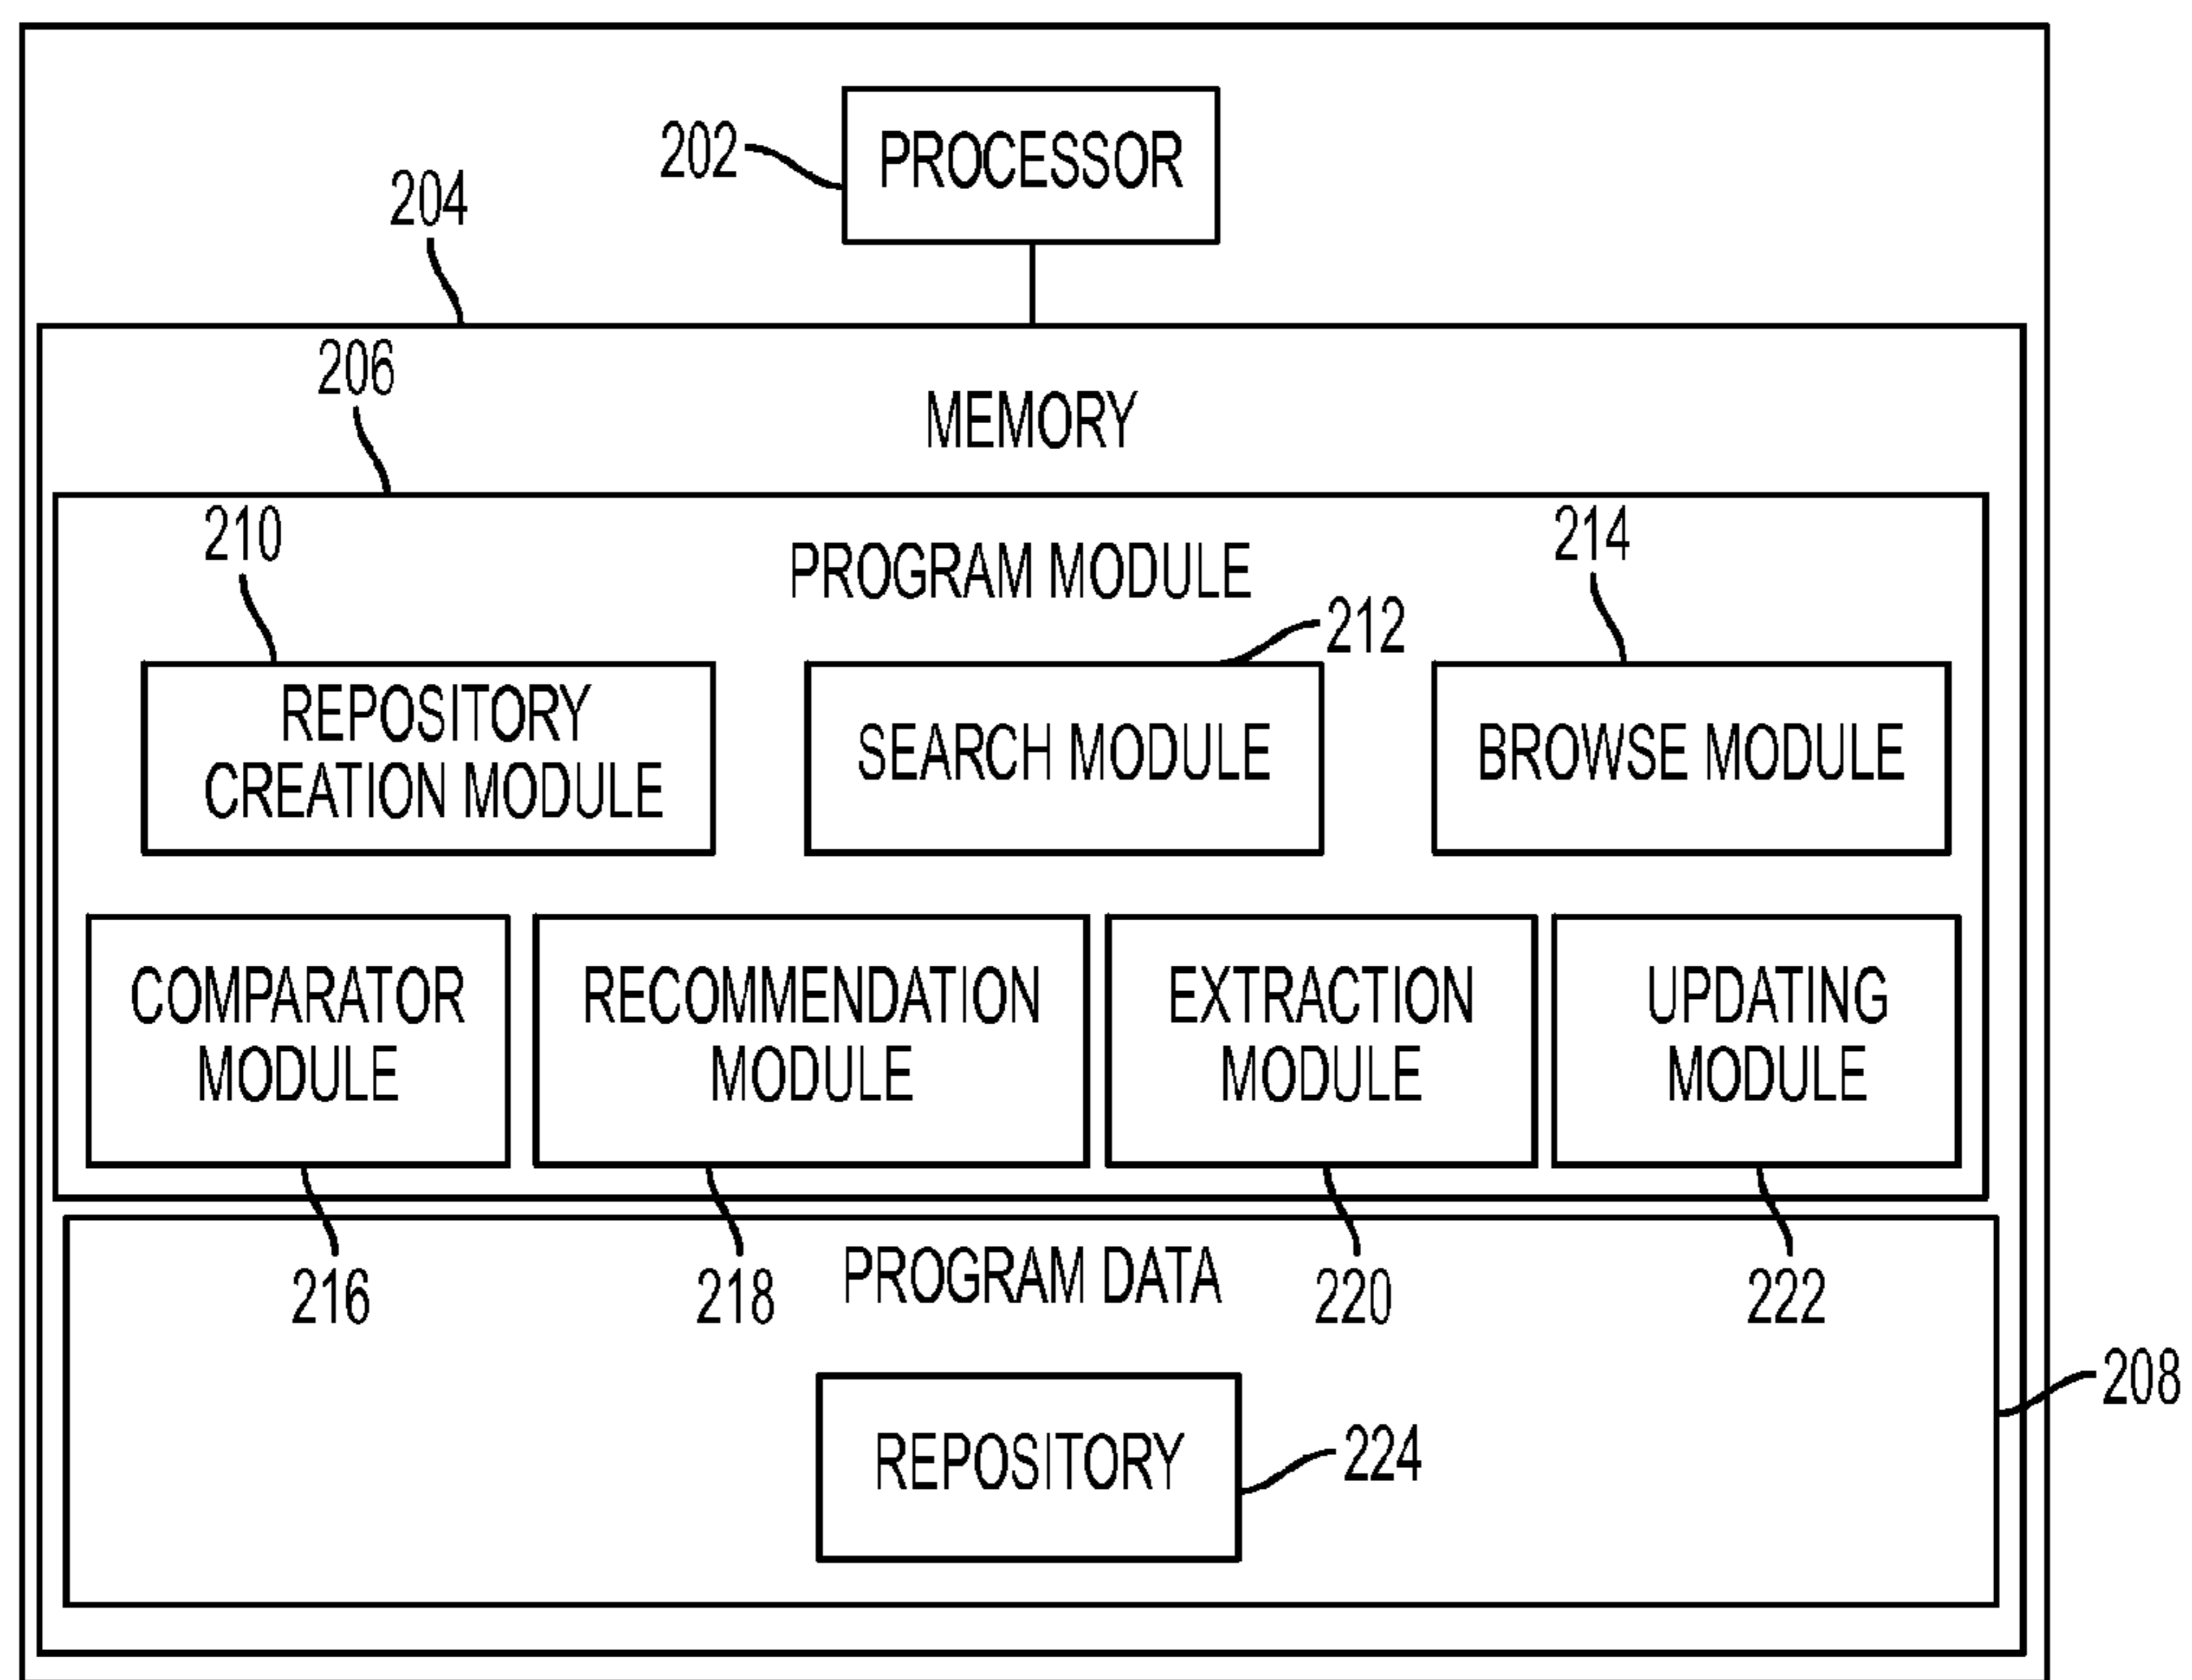 202
PROCESSOR
204
206
MEMORY
210
PROGRAM MODULE
214
212
REPOSITORY
CREATION MODULE
SEARCH MODULE
BROWSE MODULE
COMPARATOR
MODULE
RECOMMENDATION
MODULE
EXTRACTION
MODULE
UPDATING
MODULE
216
218
PROGRAM DATA
220
222
208
REPOSITORY
224